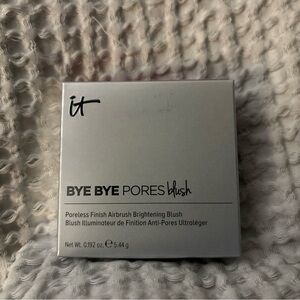 it
BYE BYE PORES blush
Poreless Finish Airbrush Brightening Blush
Blush Illuminateur de Finition Anti-Pores Ultraléger
Net Wt. 0.192 oz. ℮ 5.44 g